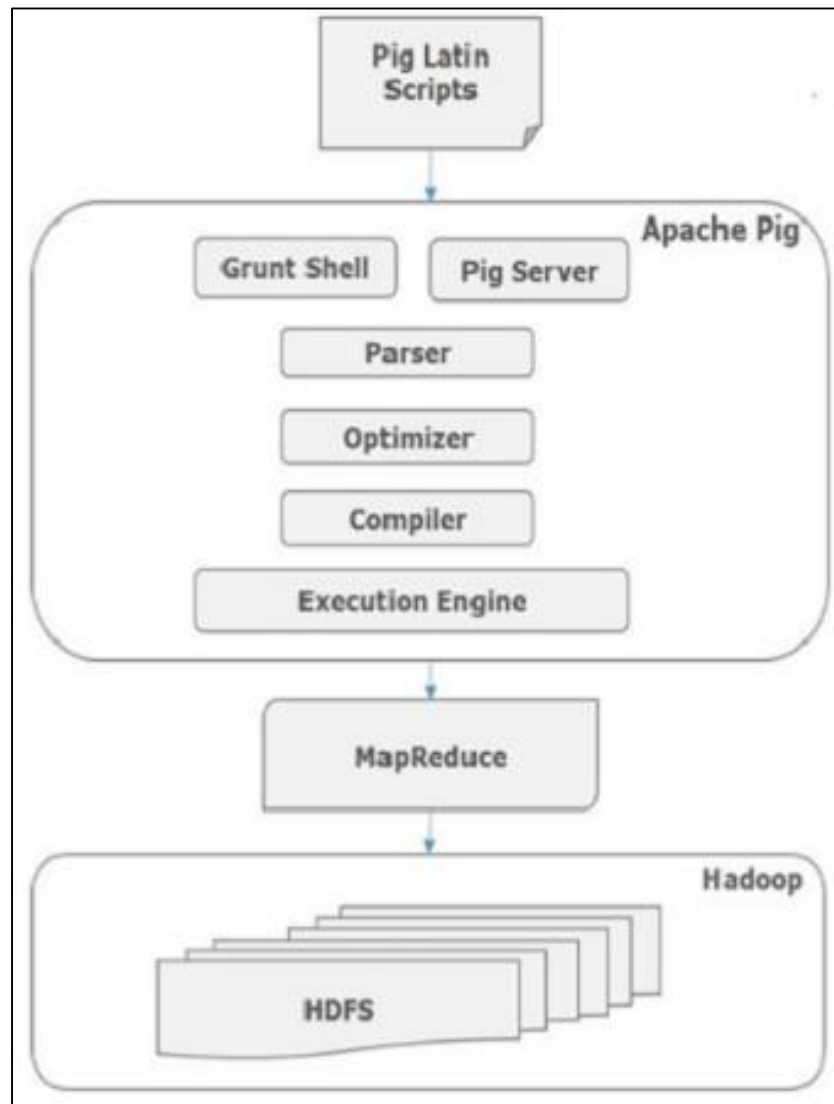 Pig Latin
Scripts
Apache Pig
Grunt Shell
Pig Server
Parser
Optimizer
Compiler
Execution Engine
MapReduce
Hadoop
HDFS